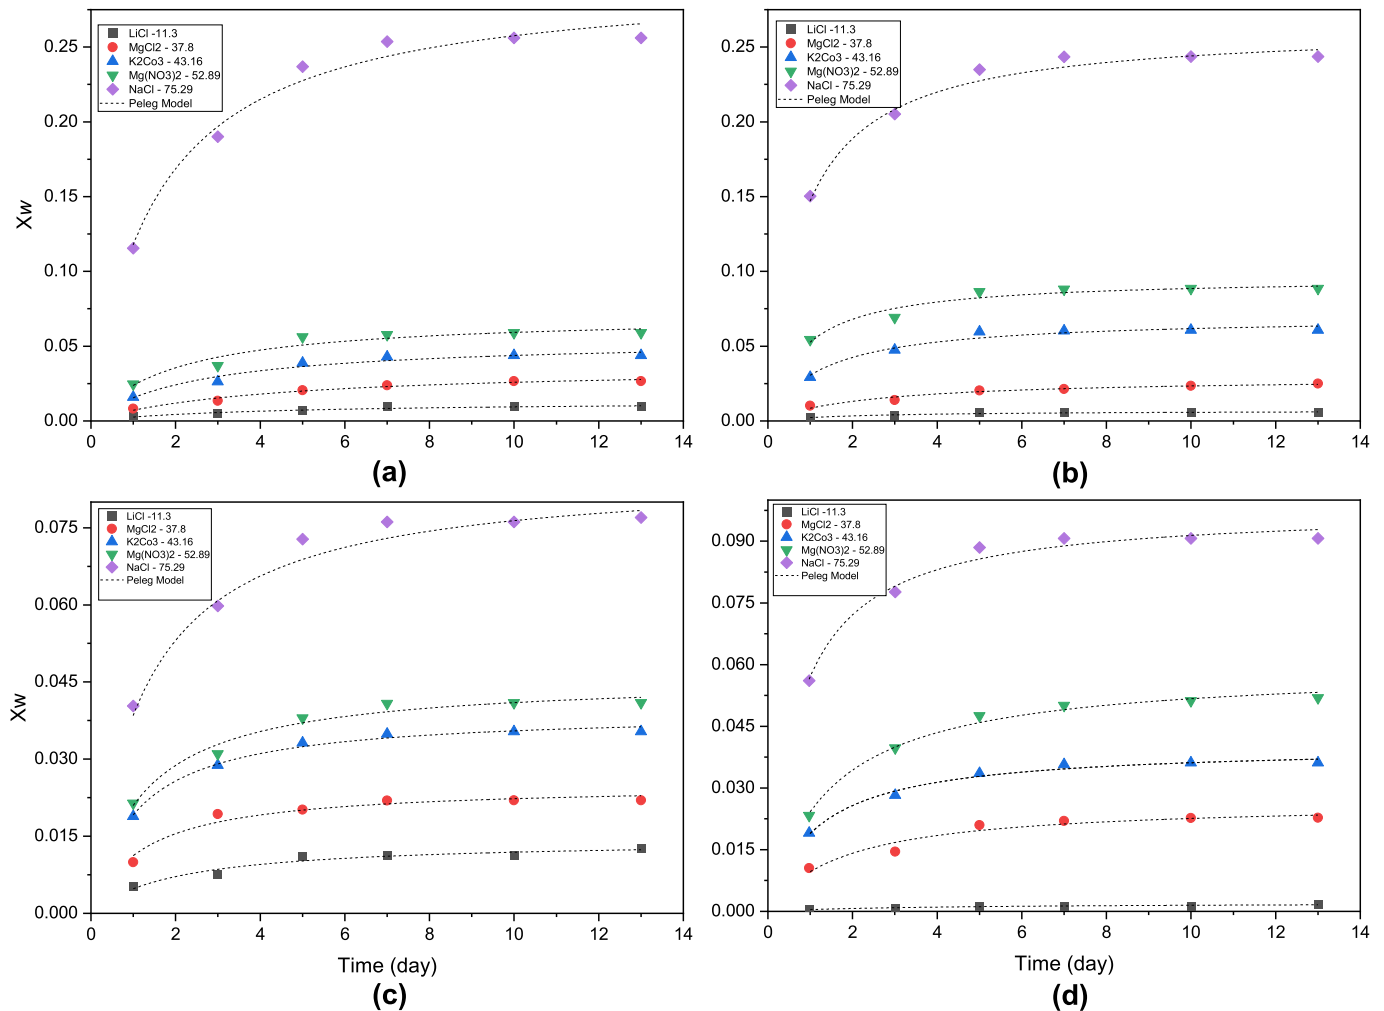 LiCl -11.3
MgCl2 - 37.8
K2Co3 - 43.16
Mg(NO3)2 - 52.89
NaCl - 75.29
Peleg Model
0.25
0.20
0.15
0.10
0.05
0.00
Xw
0 2 4 6 8 10 12 14
(a)
LiCl -11.3
MgCl2 - 37.8
K2Co3 - 43.16
Mg(NO3)2 - 52.89
NaCl - 75.29
Peleg Model
0.25
0.20
0.15
0.10
0.05
0.00
0 2 4 6 8 10 12 14
(b)
LiCl -11.3
MgCl2 - 37.8
K2Co3 - 43.16
Mg(NO3)2 - 52.89
NaCl - 75.29
Peleg Model
0.075
0.060
0.045
0.030
0.015
0.000
Xw
0 2 4 6 8 10 12 14
Time (day)
(c)
LiCl -11.3
MgCl2 - 37.8
K2Co3 - 43.16
Mg(NO3)2 - 52.89
NaCl - 75.29
Peleg Model
0.090
0.075
0.060
0.045
0.030
0.015
0.000
0 2 4 6 8 10 12 14
Time (day)
(d)